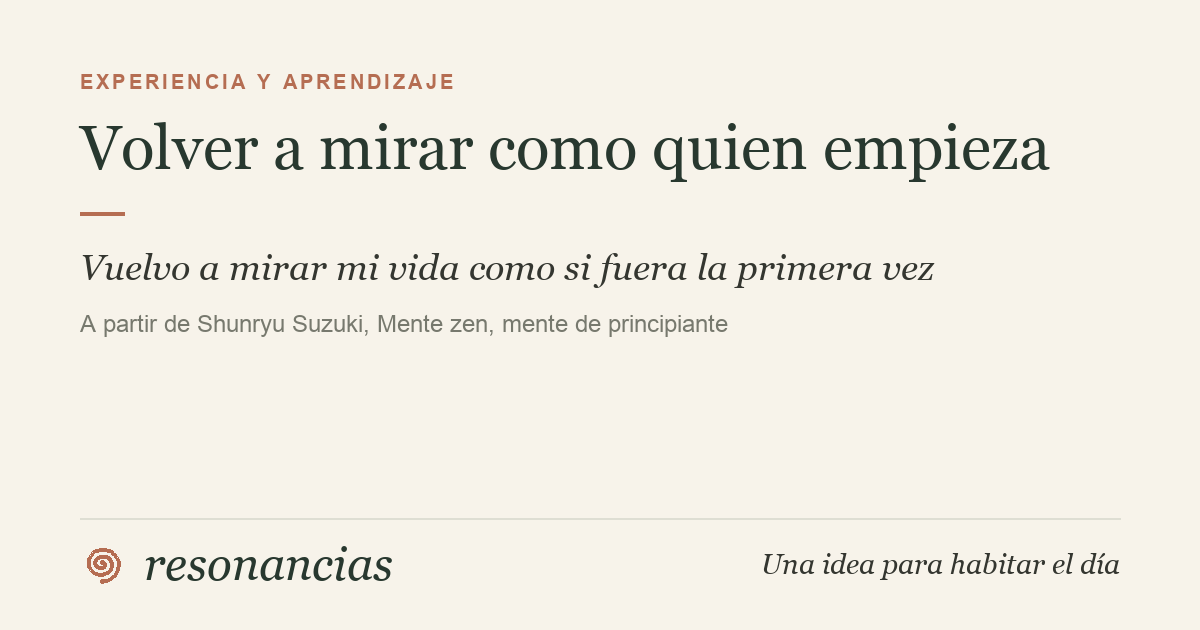 EXPERIENCIA Y APRENDIZAJE
Volver a mirar como quien empieza
Vuelvo a mirar mi vida como si fuera la primera vez
A partir de Shunryu Suzuki, Mente zen, mente de principiante
resonancias
Una idea para habitar el día